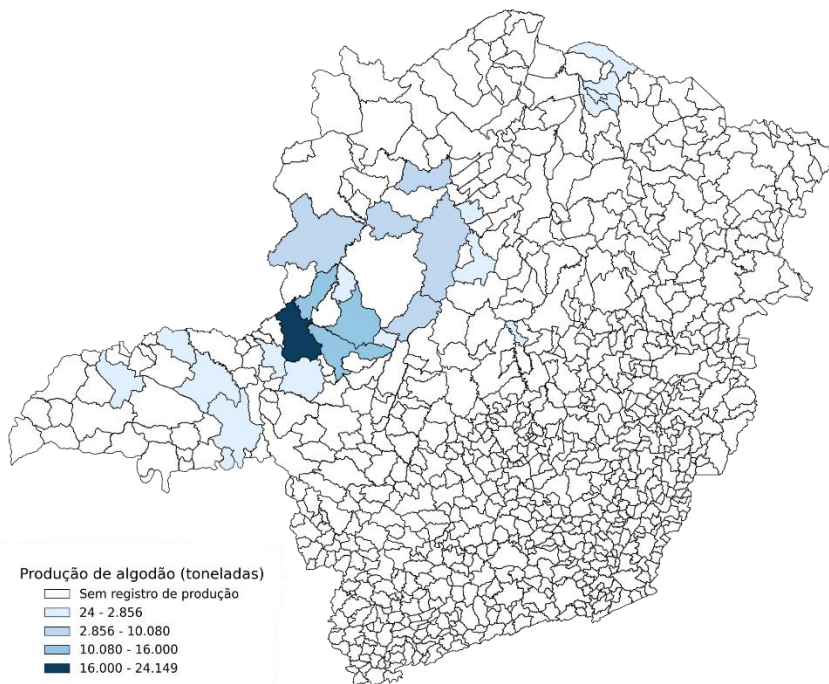 Produção de algodão (toneladas)
Sem registro de produção
24 - 2.856
2.856 - 10.080
10.080 - 16.000
16.000 - 24.149